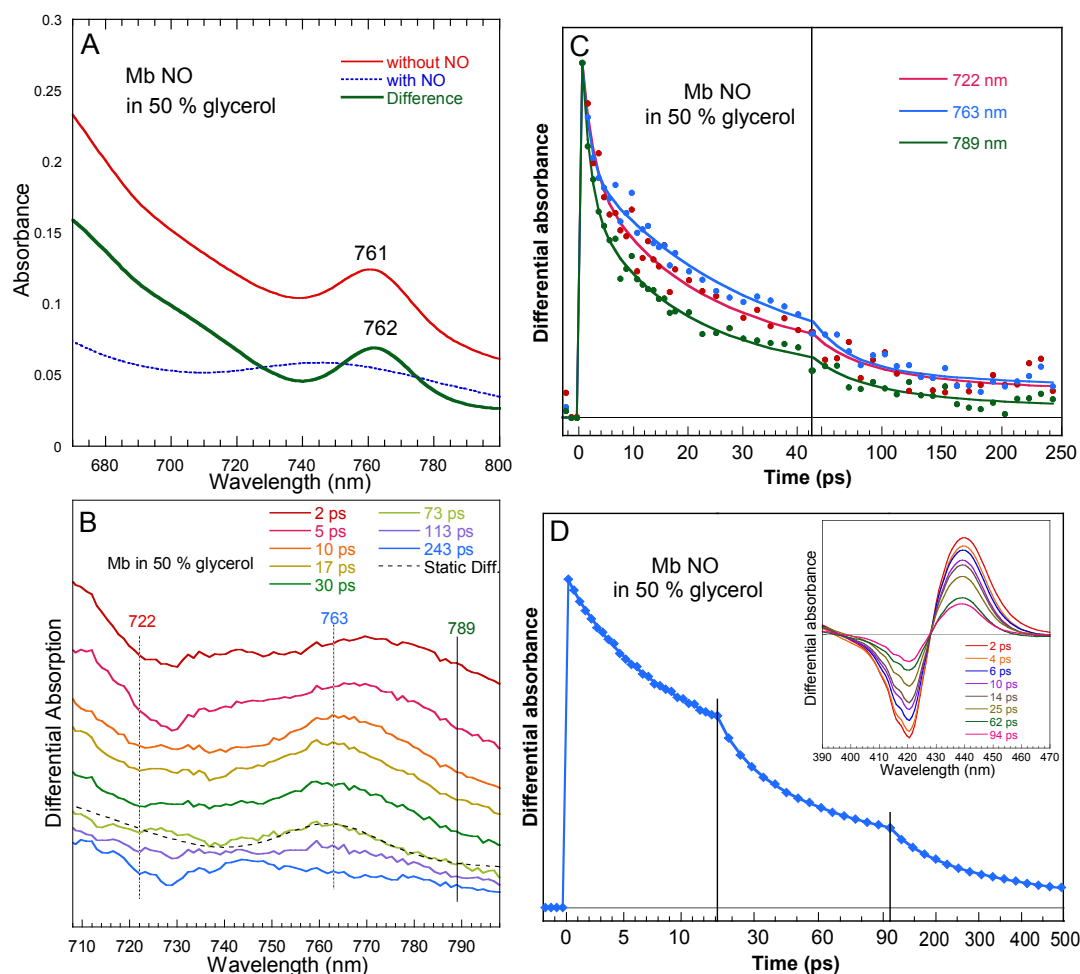 A
Mb NO
in 50 % glycerol
without NO
with NO
Difference
761
762
0.3
0.25
0.2
0.15
0.1
0.05
0
Absorbance
680 700 720 740 760 780 800
Wavelength (nm)
C
Mb NO
in 50 % glycerol
722 nm
763 nm
789 nm
Differential absorbance
0 10 20 30 40 100 150 200 250
Time (ps)
B
Mb in 50 % glycerol
2 ps
5 ps
10 ps
17 ps
30 ps
73 ps
113 ps
243 ps
Static Diff.
722
763
789
Differential Absorption
710 720 730 740 750 760 770 780 790
Wavelength (nm)
D
Mb NO
in 50 % glycerol
Differential absorbance
0 5 10 30 60 90 200 300 400 500
Time (ps)
Differential absorbance
2 ps
4 ps
6 ps
10 ps
14 ps
25 ps
62 ps
94 ps
390 400 410 420 430 440 450 460 470
Wavelength (nm)